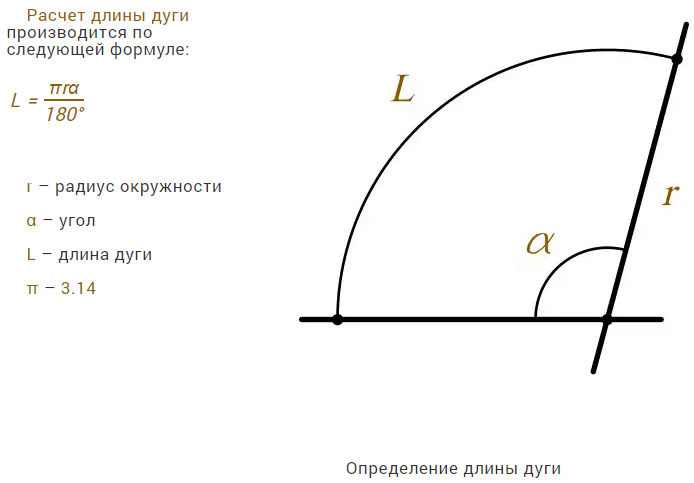 Расчет длины дуги
производится по
следующей формуле:
L = πrα
180°
r – радиус окружности
α – угол
L – длина дуги
π – 3.14
L
r
α
Определение длины дуги